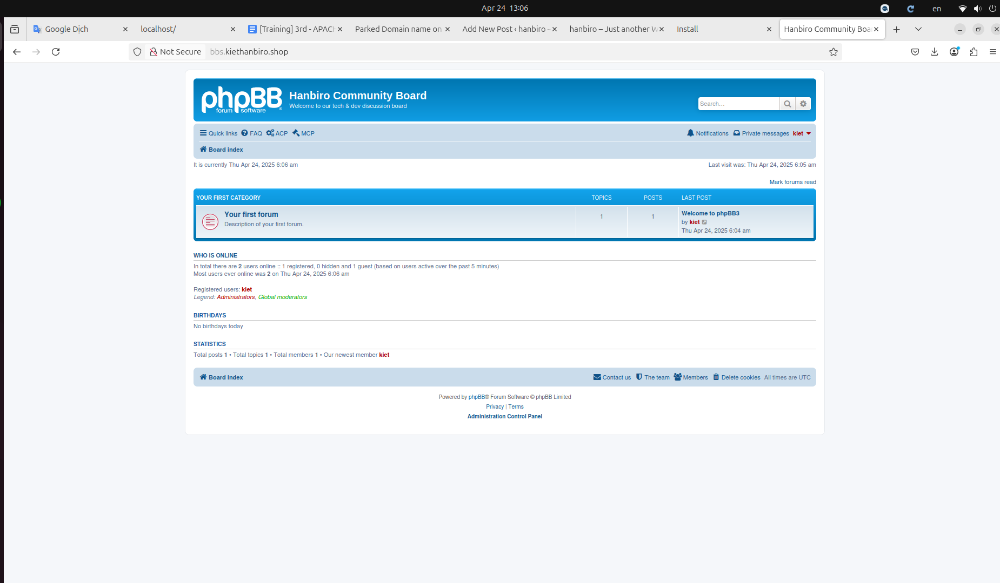 Apr 24 13:06
en
Google Dịch
localhost/
[Training] 3rd - APACH
Parked Domain name on
Add New Post ‹ hanbiro -
hanbiro – Just another W
Install
Hanbiro Community Boa
Not Secure
bbs.kiethanbiro.shop
phpBB
forum software
®
Hanbiro Community Board
Welcome to our tech & dev discussion board
Search…
Quick links
FAQ
ACP
MCP
Notifications
Private messages
kiet
Board index
It is currently Thu Apr 24, 2025 6:06 am
Last visit was: Thu Apr 24, 2025 6:05 am
Mark forums read
YOUR FIRST CATEGORY
TOPICS
POSTS
LAST POST
Your first forum
Description of your first forum.
1
1
Welcome to phpBB3
by kiet
Thu Apr 24, 2025 6:04 am
WHO IS ONLINE
In total there are 2 users online :: 1 registered, 0 hidden and 1 guest (based on users active over the past 5 minutes)
Most users ever online was 2 on Thu Apr 24, 2025 6:06 am
Registered users: kiet
Legend: Administrators, Global moderators
BIRTHDAYS
No birthdays today
STATISTICS
Total posts 1 • Total topics 1 • Total members 1 • Our newest member kiet
Board index
Contact us
The team
Members
Delete cookies
All times are UTC
Powered by phpBB® Forum Software © phpBB Limited
Privacy | Terms
Administration Control Panel